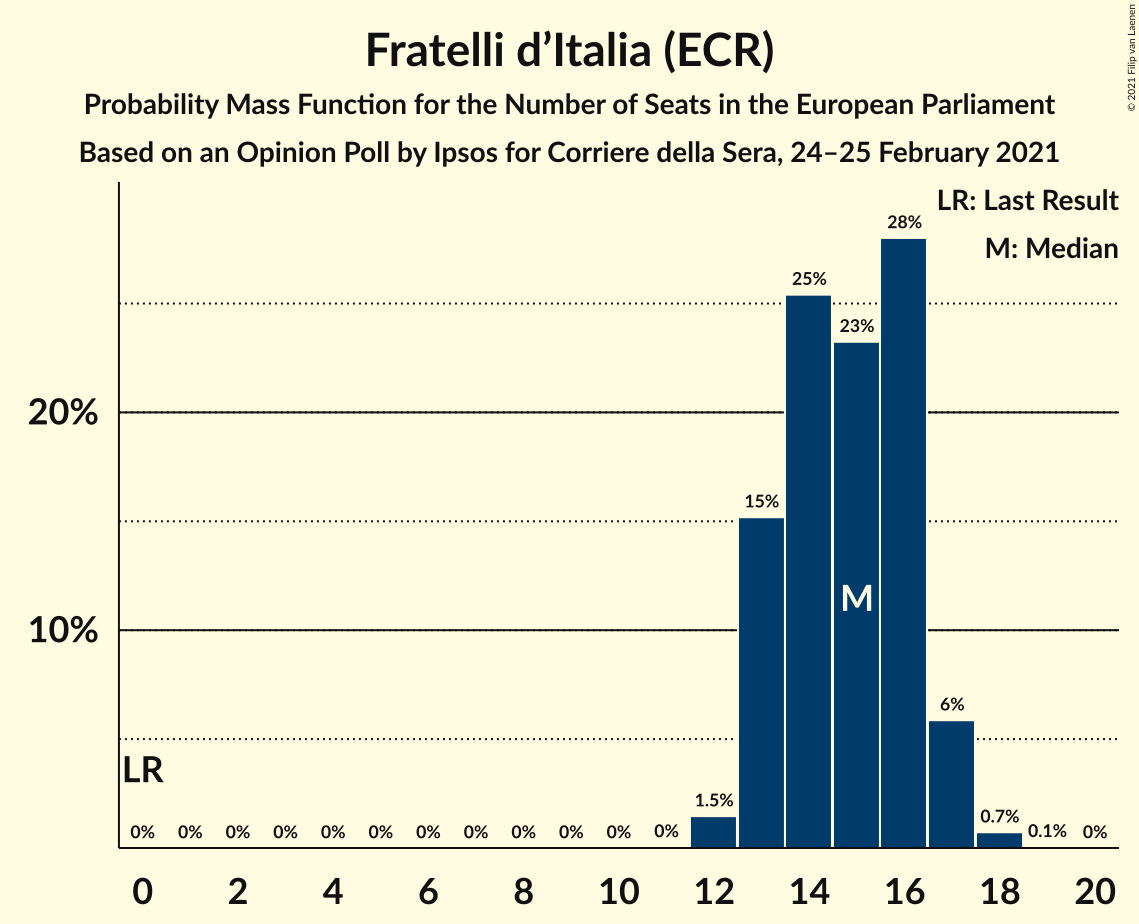 Fratelli d’Italia (ECR)
Probability Mass Function for the Number of Seats in the European Parliament
Based on an Opinion Poll by Ipsos for Corriere della Sera, 24–25 February 2021
© 2021 Filip van Laenen
LR: Last Result
M: Median
28%
25%
23%
20%
15%
M
10%
6%
LR
1.5%
0.7%
0% 0% 0% 0% 0% 0% 0% 0% 0% 0% 0% 0% 0.1% 0%
0 2 4 6 8 10 12 14 16 18 20